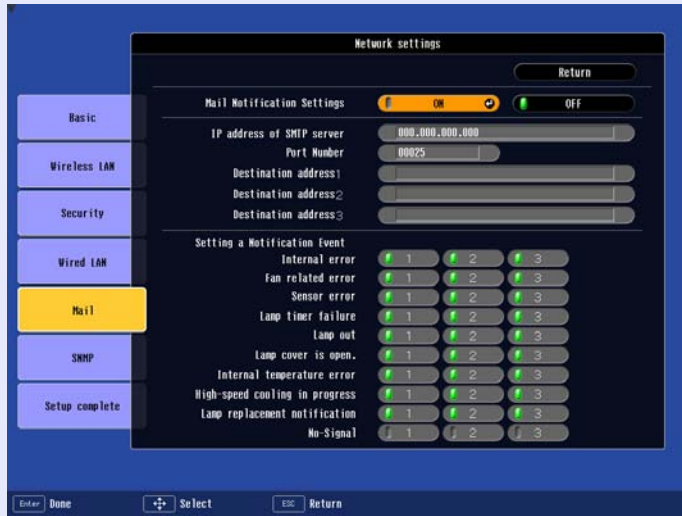 Network settings
Return
Basic
Wireless LAN
Security
Wired LAN
Mail
SNMP
Setup complete
Mail Notification Settings ON OFF
IP address of SMTP server 000.000.000.000
Port Number 00025
Destination address1
Destination address2
Destination address3
Setting a Notification Event
Internal error 1 2 3
Fan related error 1 2 3
Sensor error 1 2 3
Lamp timer failure 1 2 3
Lamp out 1 2 3
Lamp cover is open. 1 2 3
Internal temperature error 1 2 3
High-speed cooling in progress 1 2 3
Lamp replacement notification 1 2 3
No-Signal 1 2 3
Enter Done Select ESC Return